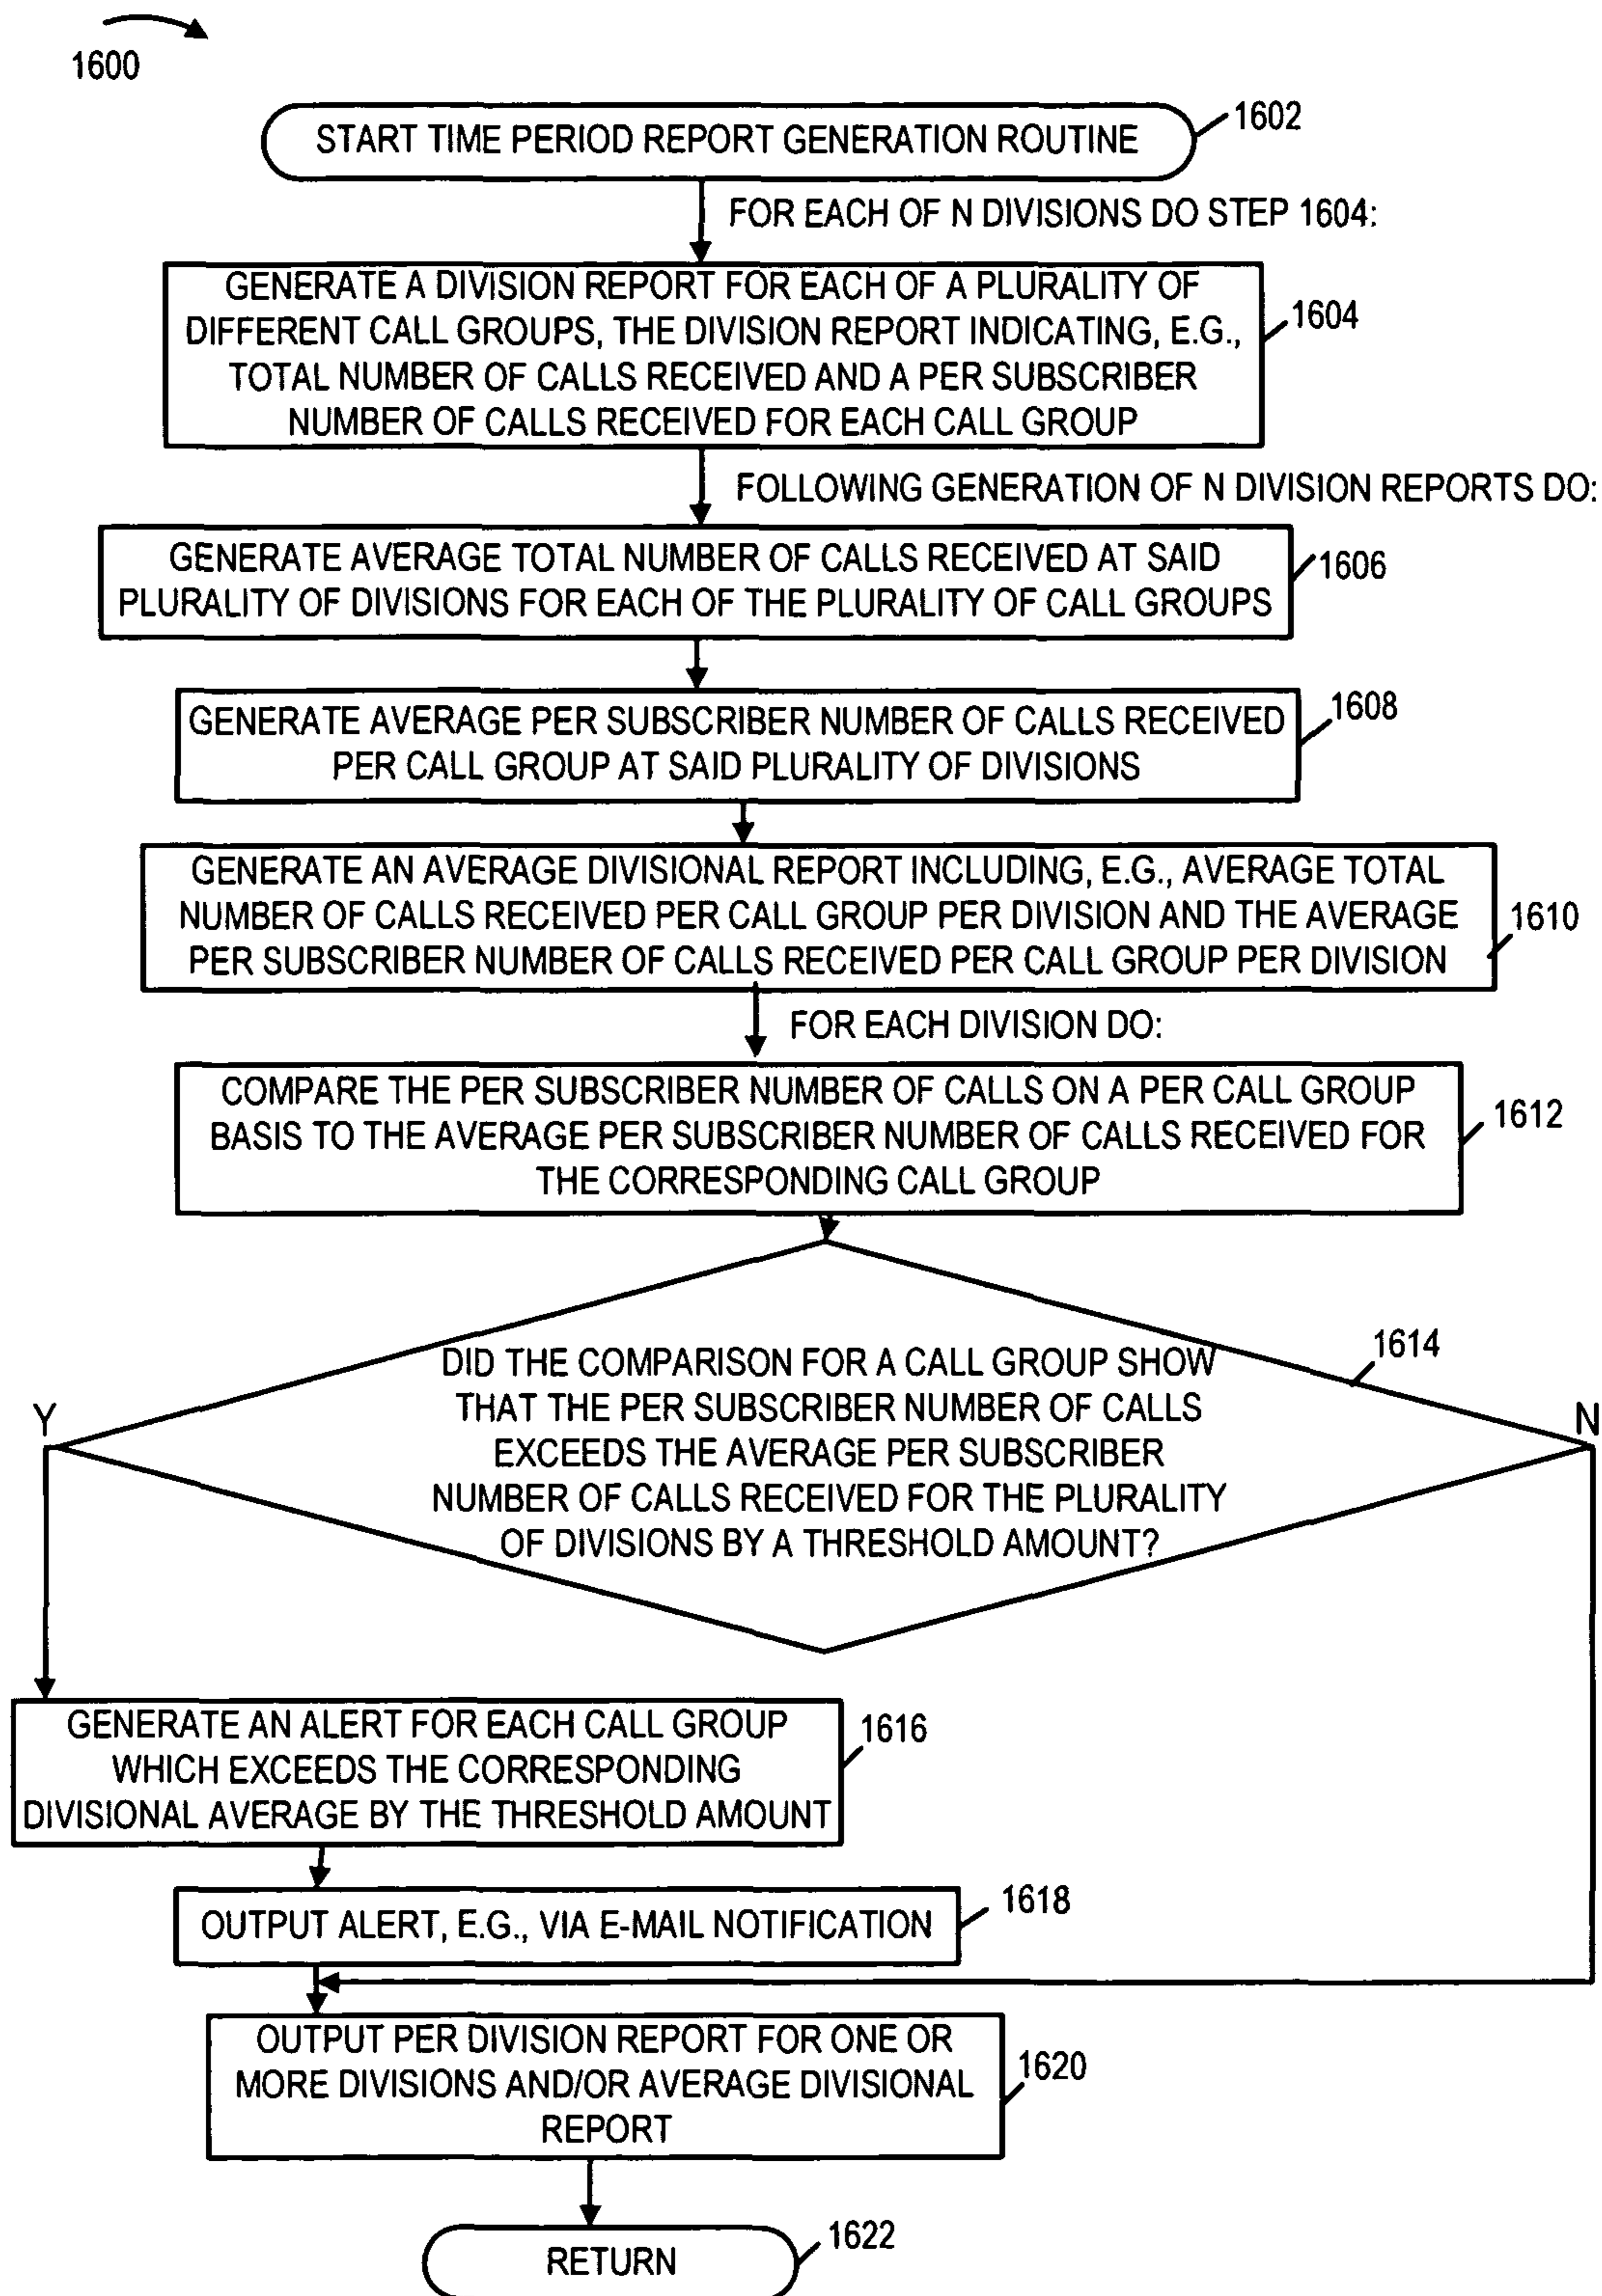 1600
START TIME PERIOD REPORT GENERATION ROUTINE
1602
FOR EACH OF N DIVISIONS DO STEP 1604:
GENERATE A DIVISION REPORT FOR EACH OF A PLURALITY OF
DIFFERENT CALL GROUPS, THE DIVISION REPORT INDICATING, E.G.,
TOTAL NUMBER OF CALLS RECEIVED AND A PER SUBSCRIBER
NUMBER OF CALLS RECEIVED FOR EACH CALL GROUP
1604
FOLLOWING GENERATION OF N DIVISION REPORTS DO:
GENERATE AVERAGE TOTAL NUMBER OF CALLS RECEIVED AT SAID
PLURALITY OF DIVISIONS FOR EACH OF THE PLURALITY OF CALL GROUPS
1606
GENERATE AVERAGE PER SUBSCRIBER NUMBER OF CALLS RECEIVED
PER CALL GROUP AT SAID PLURALITY OF DIVISIONS
1608
GENERATE AN AVERAGE DIVISIONAL REPORT INCLUDING, E.G., AVERAGE TOTAL
NUMBER OF CALLS RECEIVED PER CALL GROUP PER DIVISION AND THE AVERAGE
PER SUBSCRIBER NUMBER OF CALLS RECEIVED PER CALL GROUP PER DIVISION
1610
FOR EACH DIVISION DO:
COMPARE THE PER SUBSCRIBER NUMBER OF CALLS ON A PER CALL GROUP
BASIS TO THE AVERAGE PER SUBSCRIBER NUMBER OF CALLS RECEIVED FOR
THE CORRESPONDING CALL GROUP
1612
DID THE COMPARISON FOR A CALL GROUP SHOW
THAT THE PER SUBSCRIBER NUMBER OF CALLS
EXCEEDS THE AVERAGE PER SUBSCRIBER
NUMBER OF CALLS RECEIVED FOR THE PLURALITY
OF DIVISIONS BY A THRESHOLD AMOUNT?
1614
Y
N
GENERATE AN ALERT FOR EACH CALL GROUP
WHICH EXCEEDS THE CORRESPONDING
DIVISIONAL AVERAGE BY THE THRESHOLD AMOUNT
1616
OUTPUT ALERT, E.G., VIA E-MAIL NOTIFICATION
1618
OUTPUT PER DIVISION REPORT FOR ONE OR
MORE DIVISIONS AND/OR AVERAGE DIVISIONAL
REPORT
1620
RETURN
1622